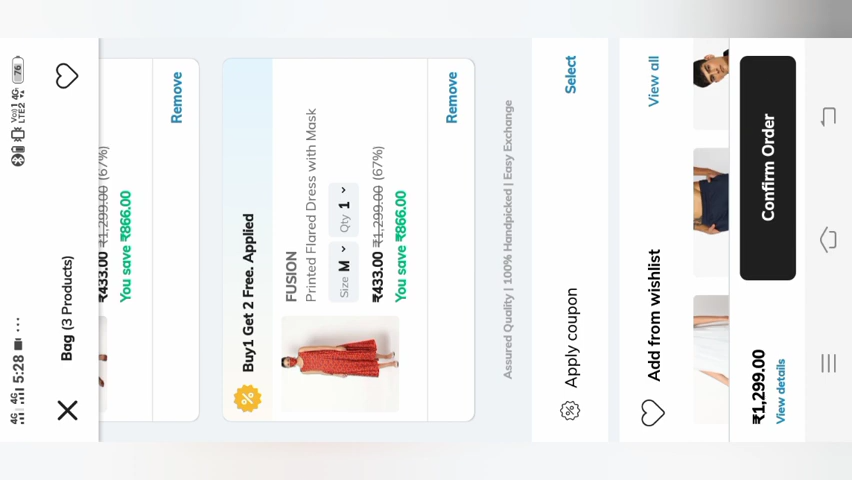 4G 4G 5:28 ...
Vo)) 4G LTE2 76
Bag (3 Products)
₹433.00 ₹1,299.00 (67%)
You save ₹866.00
Remove
Buy1 Get 2 Free. Applied
FUSION
Printed Flared Dress with Mask
Size M Qty 1
₹433.00 ₹1,299.00 (67%)
You save ₹866.00
Remove
Assured Quality | 100% Handpicked | Easy Exchange
Apply coupon Select
Add from wishlist View all
₹1,299.00
View details
Confirm Order